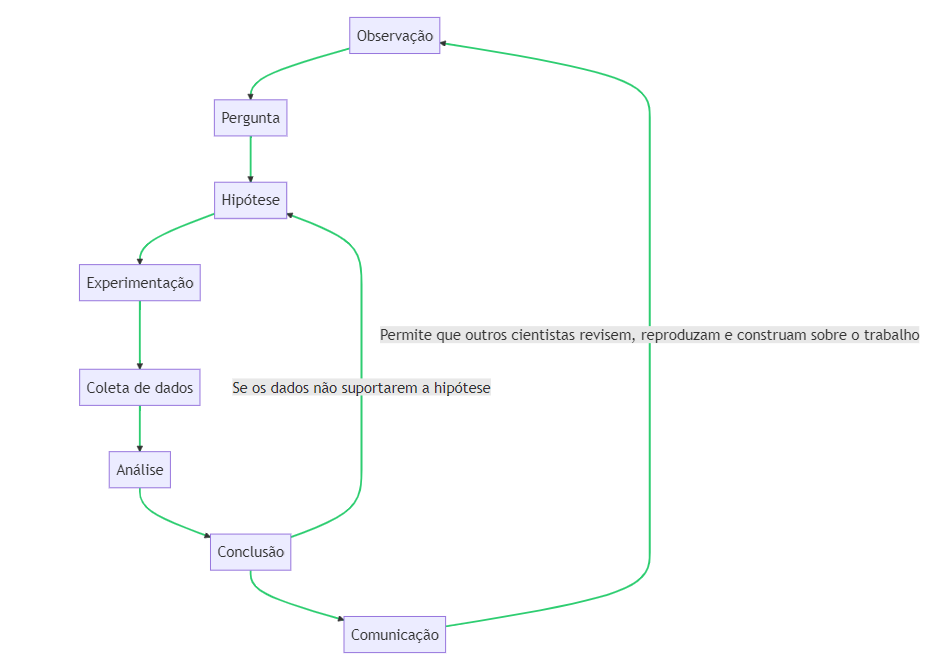 Observação
Pergunta
Hipótese
Experimentação
Permite que outros cientistas revisem, reproduzam e construam sobre o trabalho
Coleta de dados
Se os dados não suportarem a hipótese
Análise
Conclusão
Comunicação